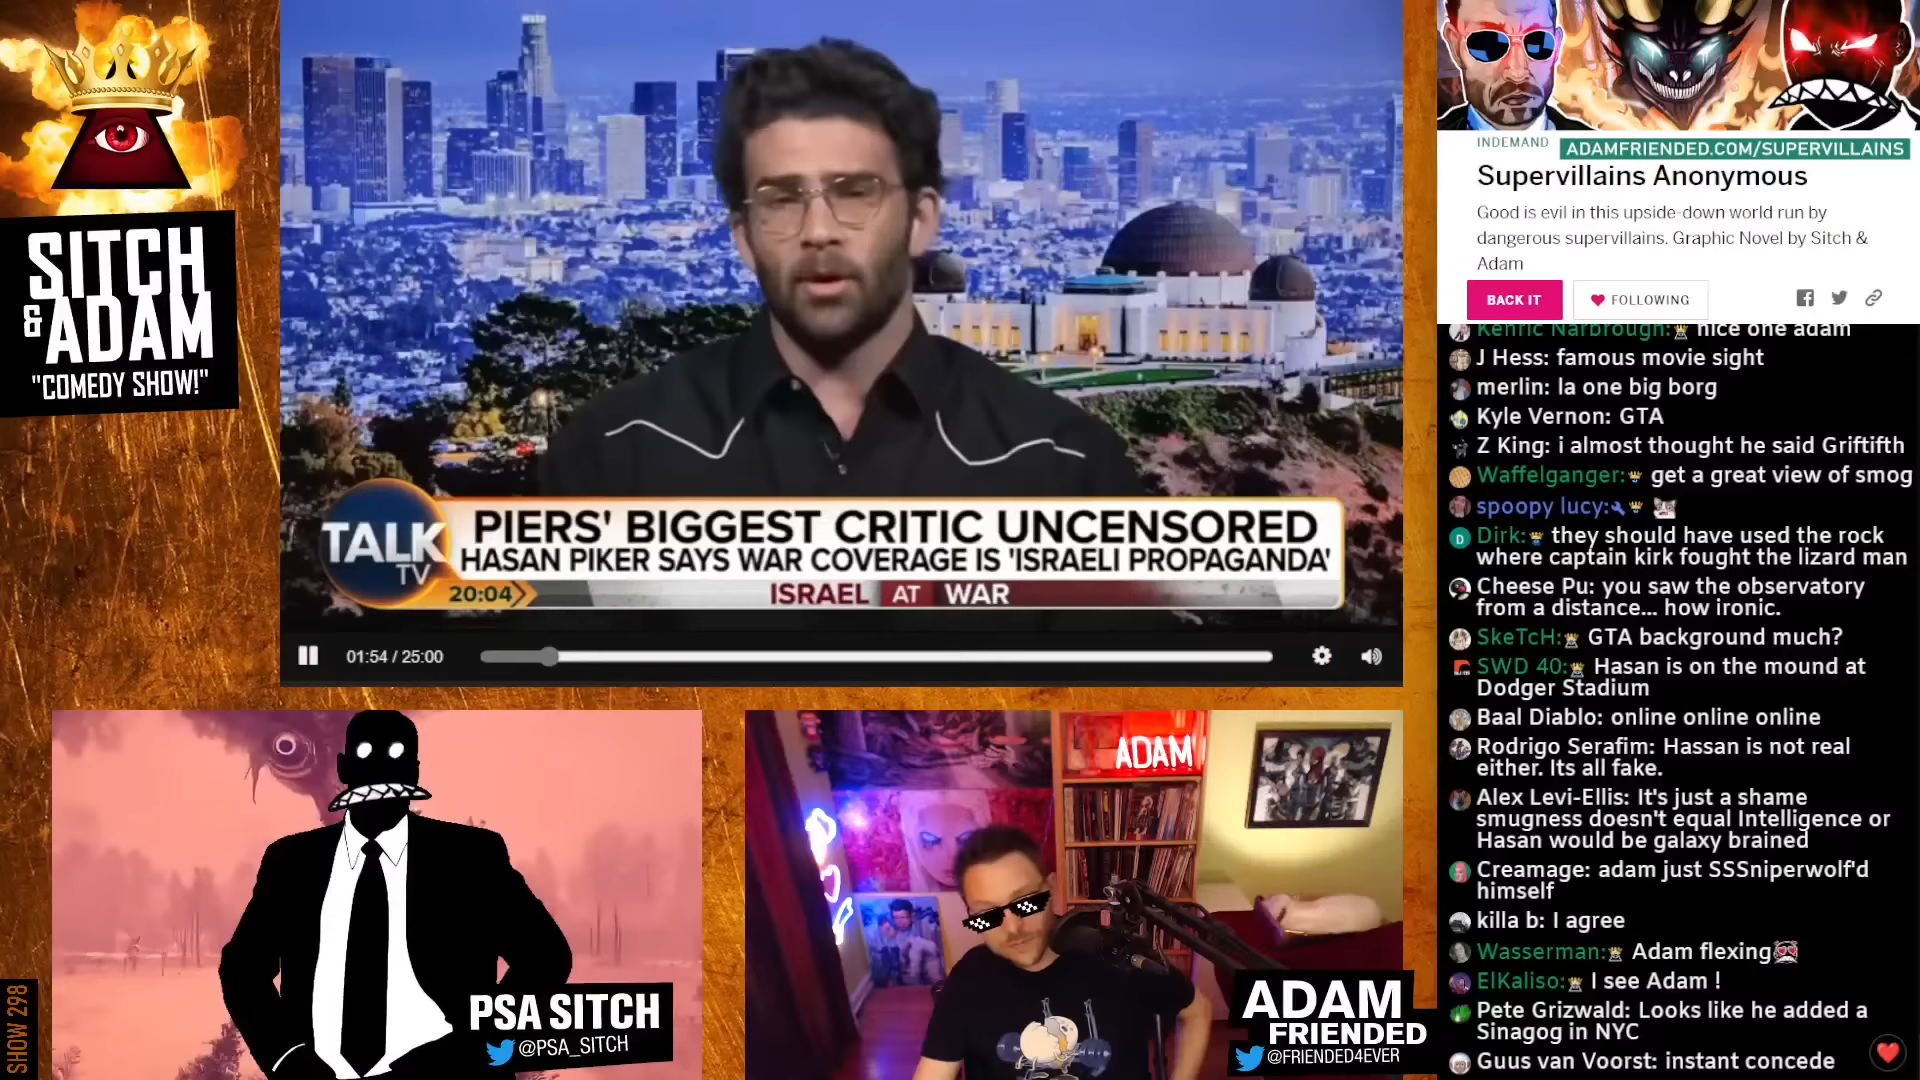 SITCH
& ADAM
"COMEDY SHOW!"
SHOW 298
PIERS' BIGGEST CRITIC UNCENSORED
HASAN PIKER SAYS WAR COVERAGE IS 'ISRAELI PROPAGANDA'
TALK
TV
20:04
ISRAEL AT WAR
01:54 / 25:00
PSA SITCH
@PSA_SITCH
ADAM
ADAM
FRIENDED
@FRIENDED4EVER
INDEMAND
ADAMFRIENDED.COM/SUPERVILLAINS
Supervillains Anonymous
Good is evil in this upside-down world run by
dangerous supervillains. Graphic Novel by Sitch &
Adam
BACK IT
FOLLOWING
Kenric Narbrough: nice one adam
J Hess: famous movie sight
merlin: la one big borg
Kyle Vernon: GTA
Z King: i almost thought he said Griftifth
Waffelganger: get a great view of smog
spoopy lucy:
D
Dirk: they should have used the rock
where captain kirk fought the lizard man
Cheese Pu: you saw the observatory
from a distance... how ironic.
SkeTcH: GTA background much?
SWD 40: Hasan is on the mound at
Dodger Stadium
Baal Diablo: online online online
Rodrigo Serafim: Hassan is not real
either. Its all fake.
Alex Levi-Ellis: It's just a shame
smugness doesn't equal Intelligence or
Hasan would be galaxy brained
Creamage: adam just SSSniperwolf'd
himself
killa b: I agree
Wasserman: Adam flexing
ElKaliso: I see Adam !
Pete Grizwald: Looks like he added a
Sinagog in NYC
Guus van Voorst: instant concede